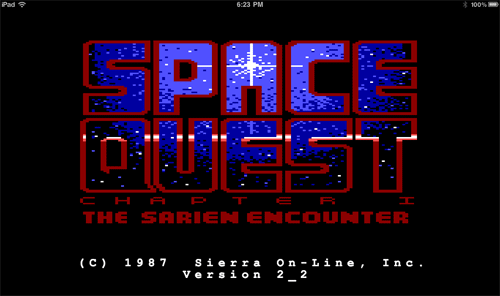 iPad 6:23 PM 100%
SPACE
QUEST
CHAPTER I
THE SARIEN ENCOUNTER
(C) 1987 Sierra On-Line, Inc.
Version 2_2